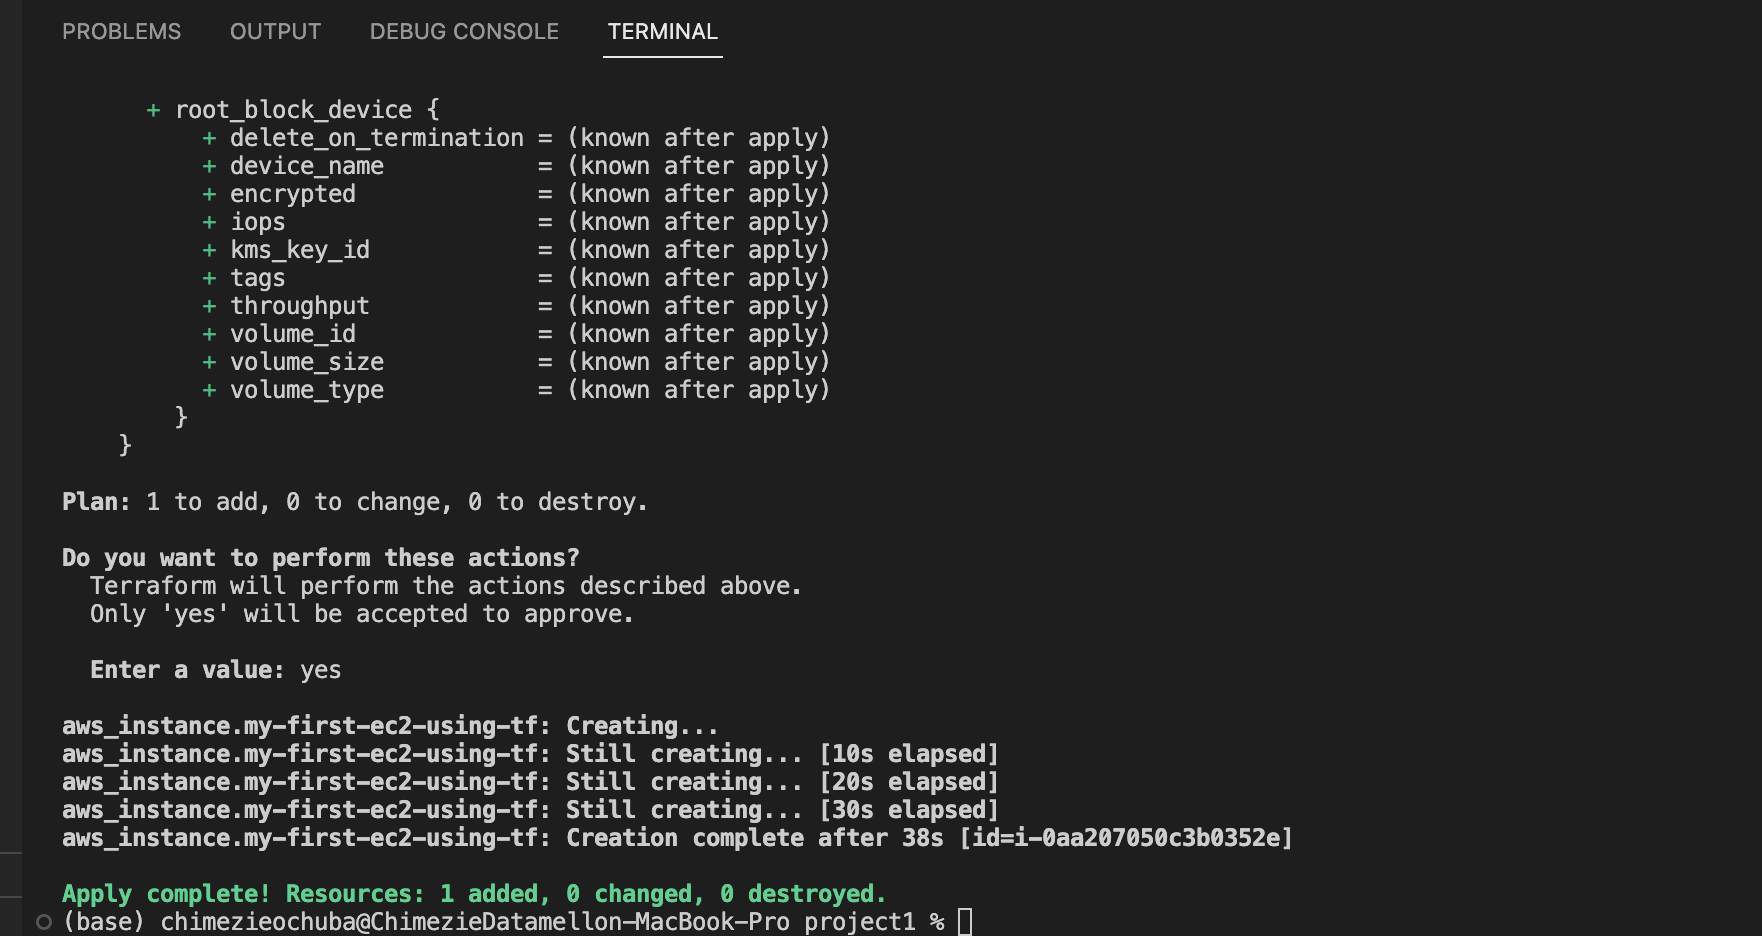 PROBLEMS OUTPUT DEBUG CONSOLE TERMINAL
+ root_block_device {
+ delete_on_termination = (known after apply)
+ device_name = (known after apply)
+ encrypted = (known after apply)
+ iops = (known after apply)
+ kms_key_id = (known after apply)
+ tags = (known after apply)
+ throughput = (known after apply)
+ volume_id = (known after apply)
+ volume_size = (known after apply)
+ volume_type = (known after apply)
}
}
Plan: 1 to add, 0 to change, 0 to destroy.
Do you want to perform these actions?
Terraform will perform the actions described above.
Only 'yes' will be accepted to approve.
Enter a value: yes
aws_instance.my-first-ec2-using-tf: Creating...
aws_instance.my-first-ec2-using-tf: Still creating... [10s elapsed]
aws_instance.my-first-ec2-using-tf: Still creating... [20s elapsed]
aws_instance.my-first-ec2-using-tf: Still creating... [30s elapsed]
aws_instance.my-first-ec2-using-tf: Creation complete after 38s [id=i-0aa207050c3b0352e]
Apply complete! Resources: 1 added, 0 changed, 0 destroyed.
(base) chimezieochuba@ChimezieDatamellon-MacBook-Pro project1 %